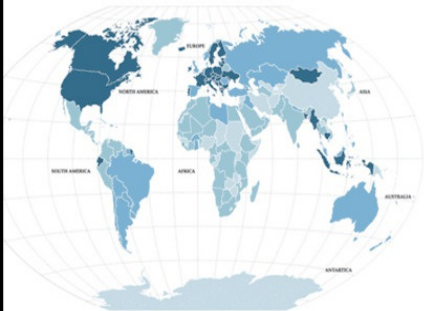 EUROPE
NORTH AMERICA
ASIA
SOUTH AMERICA
AFRICA
AUSTRALIA
ANTARTICA